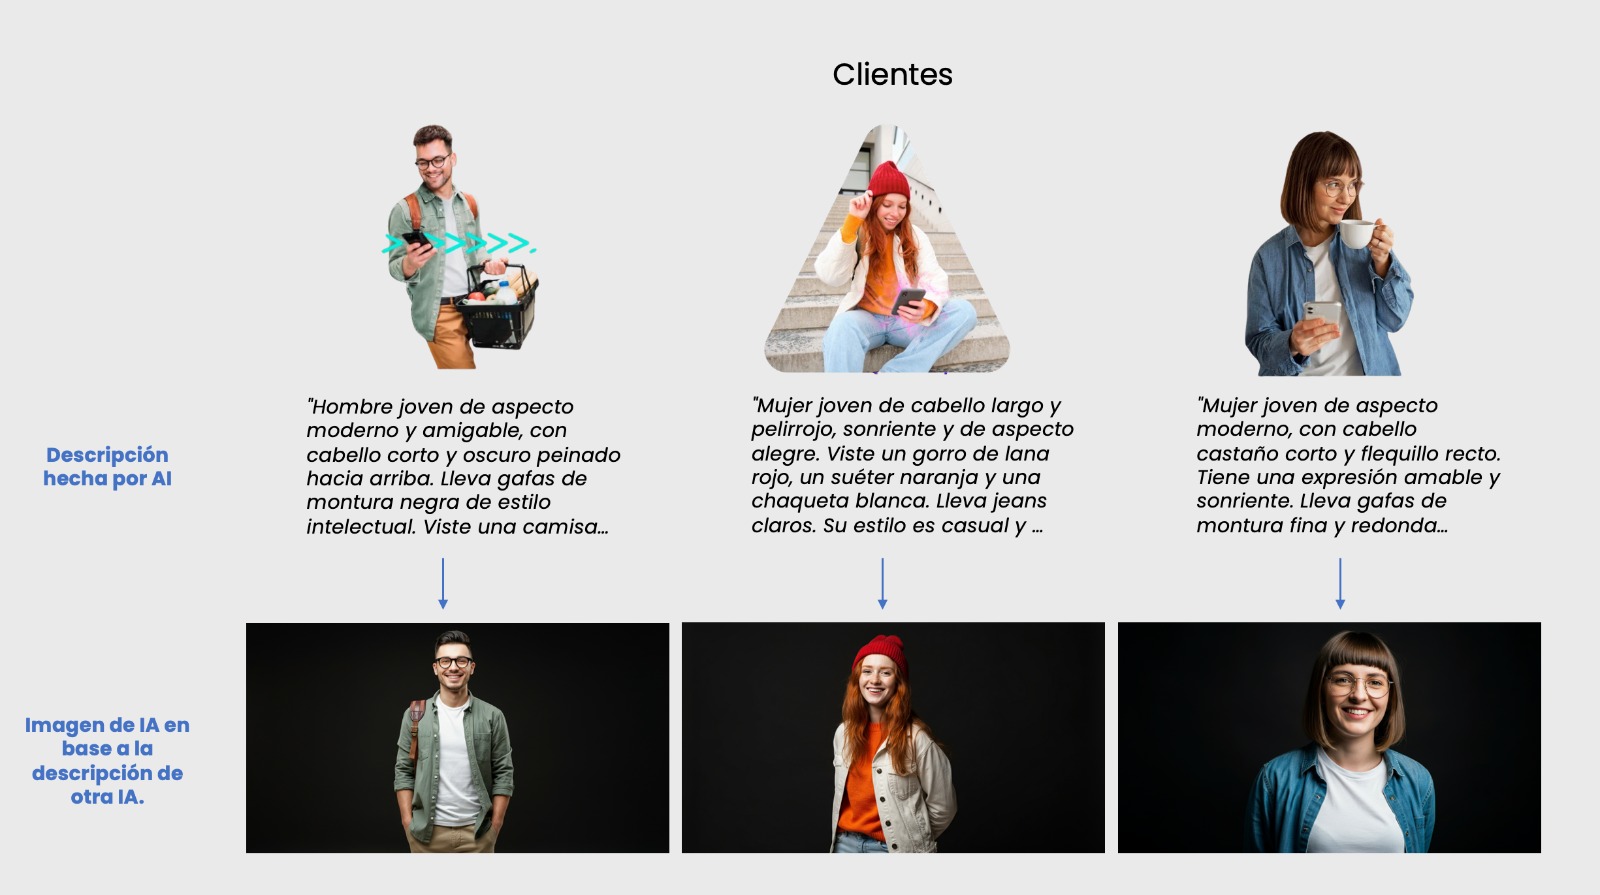 Clientes
"Hombre joven de aspecto
moderno y amigable, con
cabello corto y oscuro peinado
hacia arriba. Lleva gafas de
montura negra de estilo
intelectual. Viste una camisa...
"Mujer joven de cabello largo y
pelirrojo, sonriente y de aspecto
alegre. Viste un gorro de lana
rojo, un suéter naranja y una
chaqueta blanca. Lleva jeans
claros. Su estilo es casual y ...
"Mujer joven de aspecto
moderno, con cabello
castaño corto y flequillo recto.
Tiene una expresión amable y
sonriente. Lleva gafas de
montura fina y redonda...
Descripción
hecha por AI
Imagen de IA en
base a la
descripción de
otra IA.